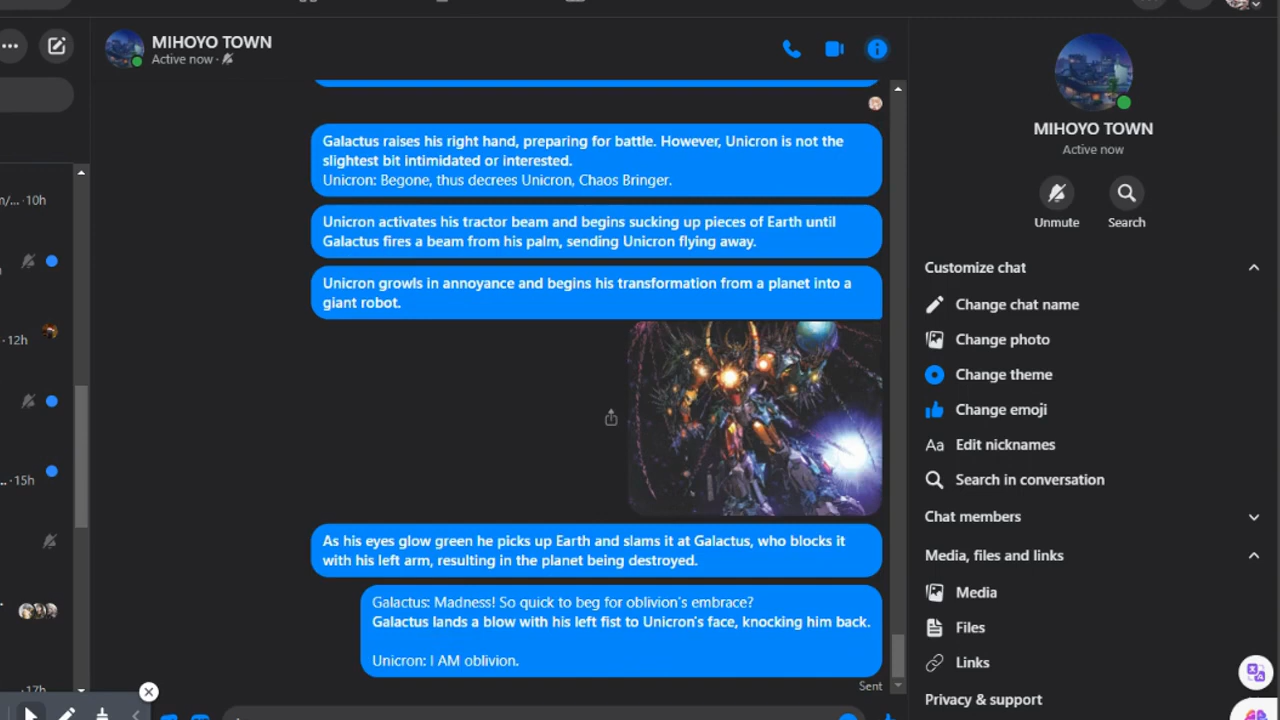 MIHOYO TOWN
Active now ·
Galactus raises his right hand, preparing for battle. However, Unicron is not the
slightest bit intimidated or interested.
Unicron: Begone, thus decrees Unicron, Chaos Bringer.
Unicron activates his tractor beam and begins sucking up pieces of Earth until
Galactus fires a beam from his palm, sending Unicron flying away.
Unicron growls in annoyance and begins his transformation from a planet into a
giant robot.
As his eyes glow green he picks up Earth and slams it at Galactus, who blocks it
with his left arm, resulting in the planet being destroyed.
Galactus: Madness! So quick to beg for oblivion's embrace?
Galactus lands a blow with his left fist to Unicron's face, knocking him back.
Unicron: I AM oblivion.
Sent
/... · 10h
· 12h
... · 15h
· 17h
MIHOYO TOWN
Active now
Unmute
Search
Customize chat
Change chat name
Change photo
Change theme
Change emoji
Aa Edit nicknames
Search in conversation
Chat members
Media, files and links
Media
Files
Links
Privacy & support